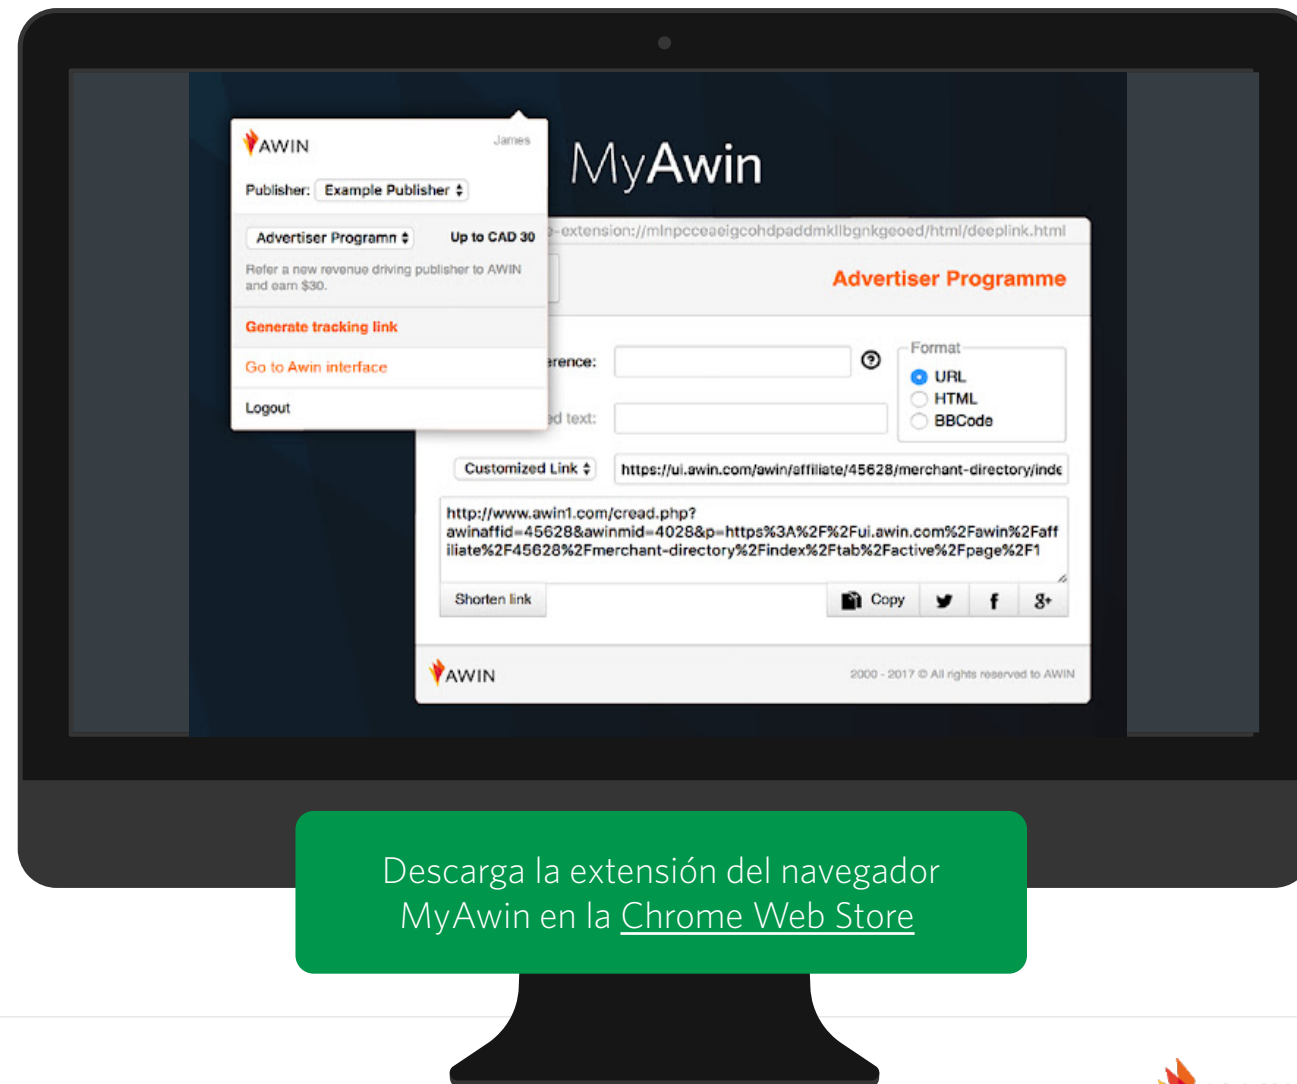 AWIN
James
MyAwin
Publisher: Example Publisher
Advertiser Programn
Up to CAD 30
Refer a new revenue driving publisher to AWIN
and earn $30.
Generate tracking link
Go to Awin interface
Logout
-extension://mlnpcceaeigcohdpaddmkllbgnkgeoed/html/deeplink.html
Advertiser Programme
erence:
Format
URL
HTML
BBCode
ed text:
Customized Link
https://ui.awin.com/awin/affiliate/45628/merchant-directory/inde
http://www.awin1.com/cread.php?
awinaffid=45628&awinmid=4028&p=https%3A%2F%2Fui.awin.com%2Fawin%2Faff
iliate%2F45628%2Fmerchant-directory%2Findex%2Ftab%2Factive%2Fpage%2F1
Shorten link
Copy
AWIN
2000 - 2017 © All rights reserved to AWIN
Descarga la extensión del navegador
MyAwin en la Chrome Web Store